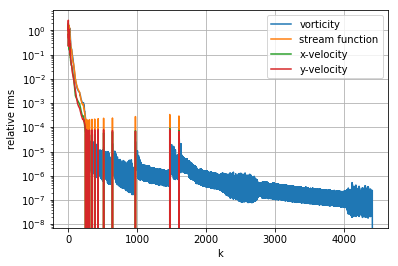 vorticity
stream function
x-velocity
y-velocity
10^0
10^-1
10^-2
10^-3
10^-4
10^-5
10^-6
10^-7
10^-8
relative rms
0 1000 2000 3000 4000
k